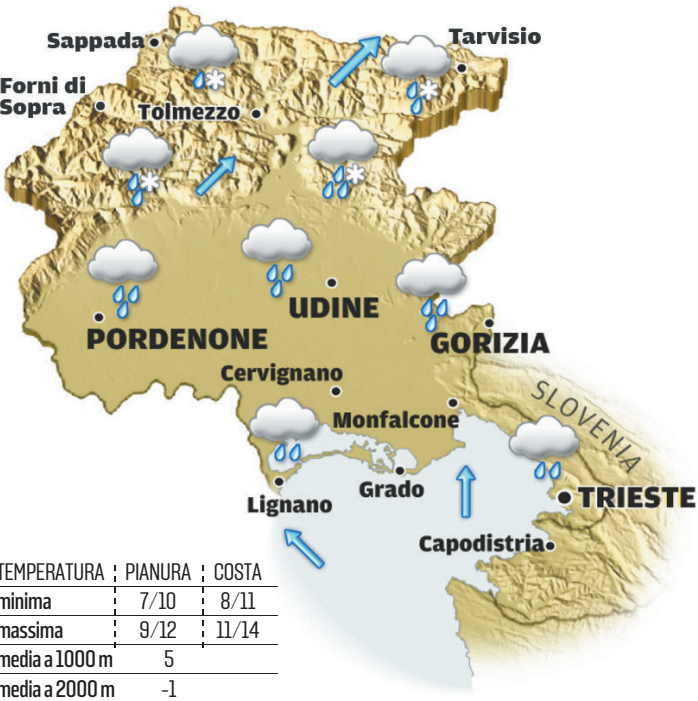 Sappada
Tarvisio
Forni di
Sopra
Tolmezzo
UDINE
PORDENONE
GORIZIA
Cervignano
SLOVENIA
Monfalcone
Grado
Lignano
TRIESTE
Capodistria
TEMPERATURA PIANURA COSTA
minima 7/10 8/11
massima 9/12 11/14
media a 1000 m 5
media a 2000 m -1